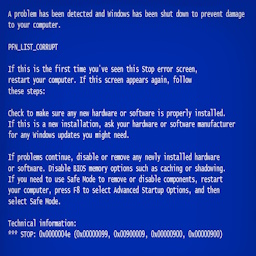 A problem has been detected and Windows has been shut down to prevent damage
to your computer.
PFN_LIST_CORRUPT
If this is the first time you've seen this Stop error screen,
restart your computer. If this screen appears again, follow
these steps:
Check to make sure any new hardware or software is properly installed.
If this is a new installation, ask your hardware or software manufacturer
for any Windows updates you might need.
If problems continue, disable or remove any newly installed hardware
or software. Disable BIOS memory options such as caching or shadowing.
If you need to use Safe Mode to remove or disable components, restart
your computer, press F8 to select Advanced Startup Options, and then
select Safe Mode.
Technical information:
*** STOP: 0x0000004e (0x00000099, 0x00900009, 0x00000900, 0x00000900)